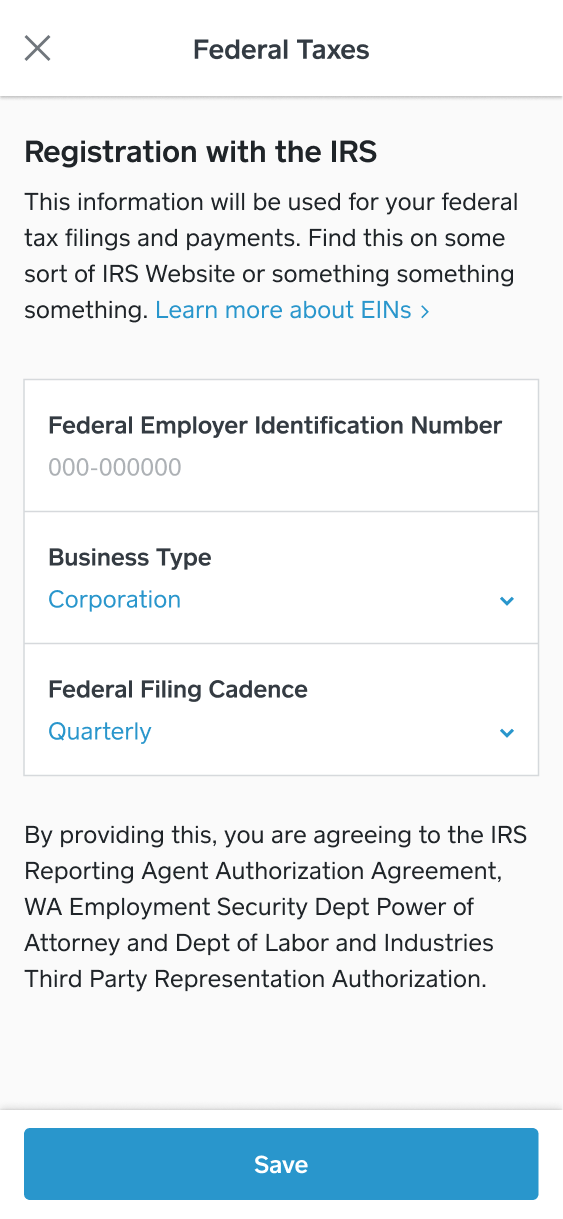 Federal Taxes
Registration with the IRS
This information will be used for your federal
tax filings and payments. Find this on some
sort of IRS Website or something something
something. Learn more about EINs >
Federal Employer Identification Number
000-000000
Business Type
Corporation
Federal Filing Cadence
Quarterly
By providing this, you are agreeing to the IRS
Reporting Agent Authorization Agreement,
WA Employment Security Dept Power of
Attorney and Dept of Labor and Industries
Third Party Representation Authorization.
Save